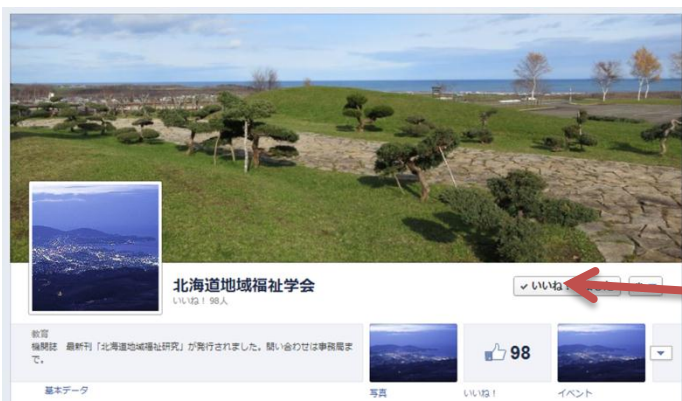 北海道地域福祉学会
いいね！ 98人
✓ いいね！
教育
機関誌　最新刊「北海道地域福祉研究」が発行されました。問い合わせは事務局ま
で。
98
基本データ
写真
いいね！
イベント